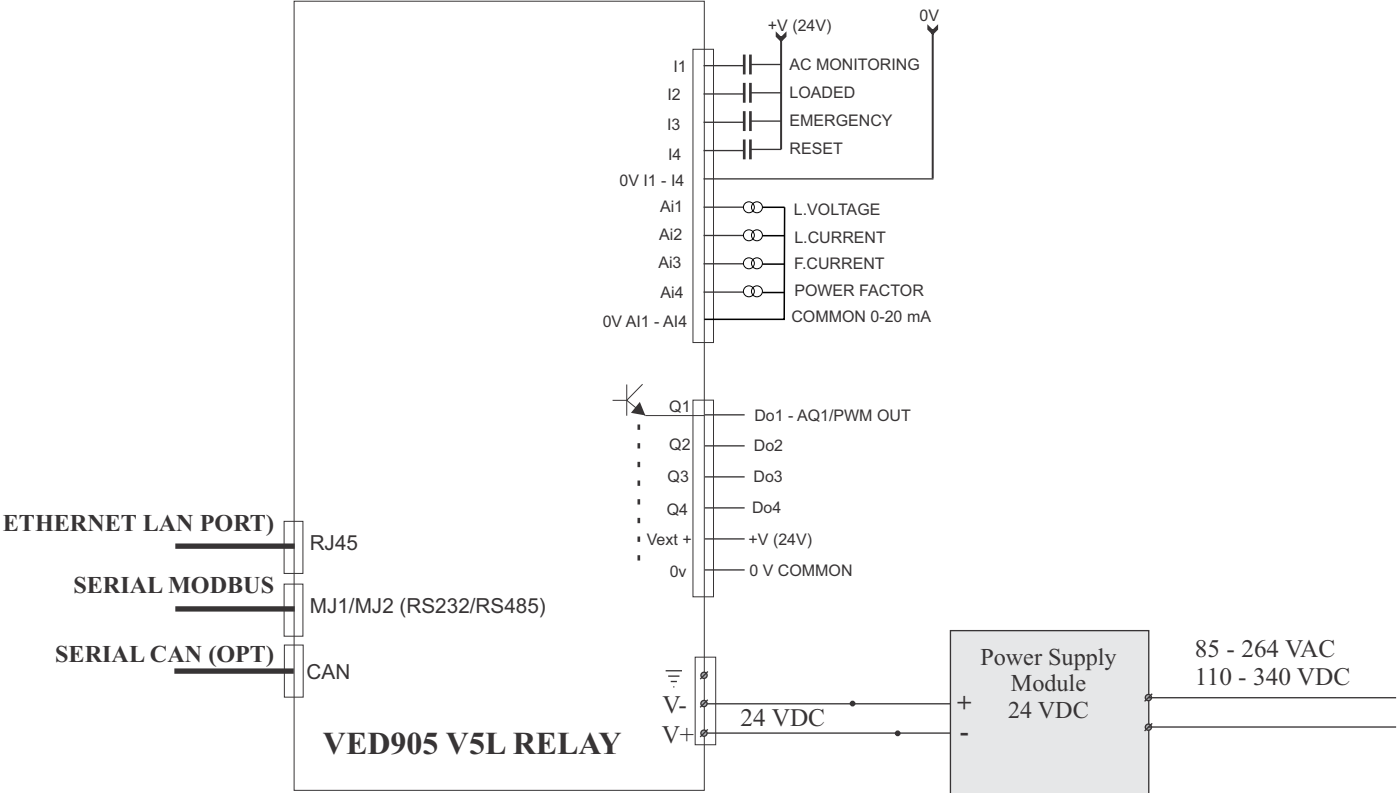 +V (24V)
0V
I1
AC MONITORING
I2
LOADED
I3
EMERGENCY
I4
RESET
0V I1 - I4
Ai1
L.VOLTAGE
Ai2
L.CURRENT
Ai3
F.CURRENT
Ai4
POWER FACTOR
0V AI1 - AI4
COMMON 0-20 mA
Q1
Do1 - AQ1/PWM OUT
Q2
Do2
Q3
Do3
Q4
Do4
Vext +
+V (24V)
0v
0 V COMMON
ETHERNET LAN PORT)
RJ45
SERIAL MODBUS
MJ1/MJ2 (RS232/RS485)
SERIAL CAN (OPT)
CAN
V-
V+
24 VDC
VED905 V5L RELAY
Power Supply
Module
24 VDC
+
-
85 - 264 VAC
110 - 340 VDC